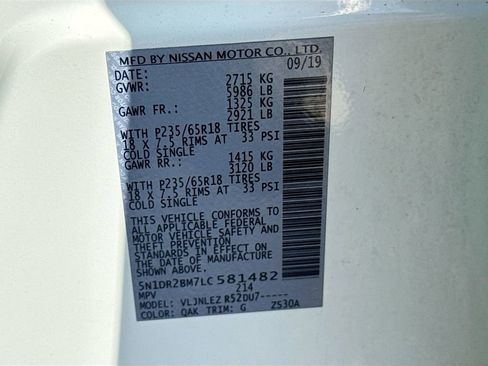 MFD BY NISSAN MOTOR CO., LTD.
DATE: 09/19
GVWR: 2715 KG
5986 LB
GAWR FR.: 1325 KG
2921 LB
WITH P235/65R18 TIRES
18 X 7.5 RIMS AT 33 PSI
COLD SINGLE
GAWR RR.: 1415 KG
3120 LB
WITH P235/65R18 TIRES
18 X 7.5 RIMS AT 33 PSI
COLD SINGLE
THIS VEHICLE CONFORMS TO
ALL APPLICABLE FEDERAL
MOTOR VEHICLE SAFETY AND
THEFT PREVENTION
STANDARDS IN EFFECT ON
THE DATE OF MANUFACTURE
SHOWN ABOVE.
5N1DR2BM7LC581482
MPV 214
MODEL: VLJNLEZ R52DU7-----
COLOR: QAK TRIM: G ZS30A